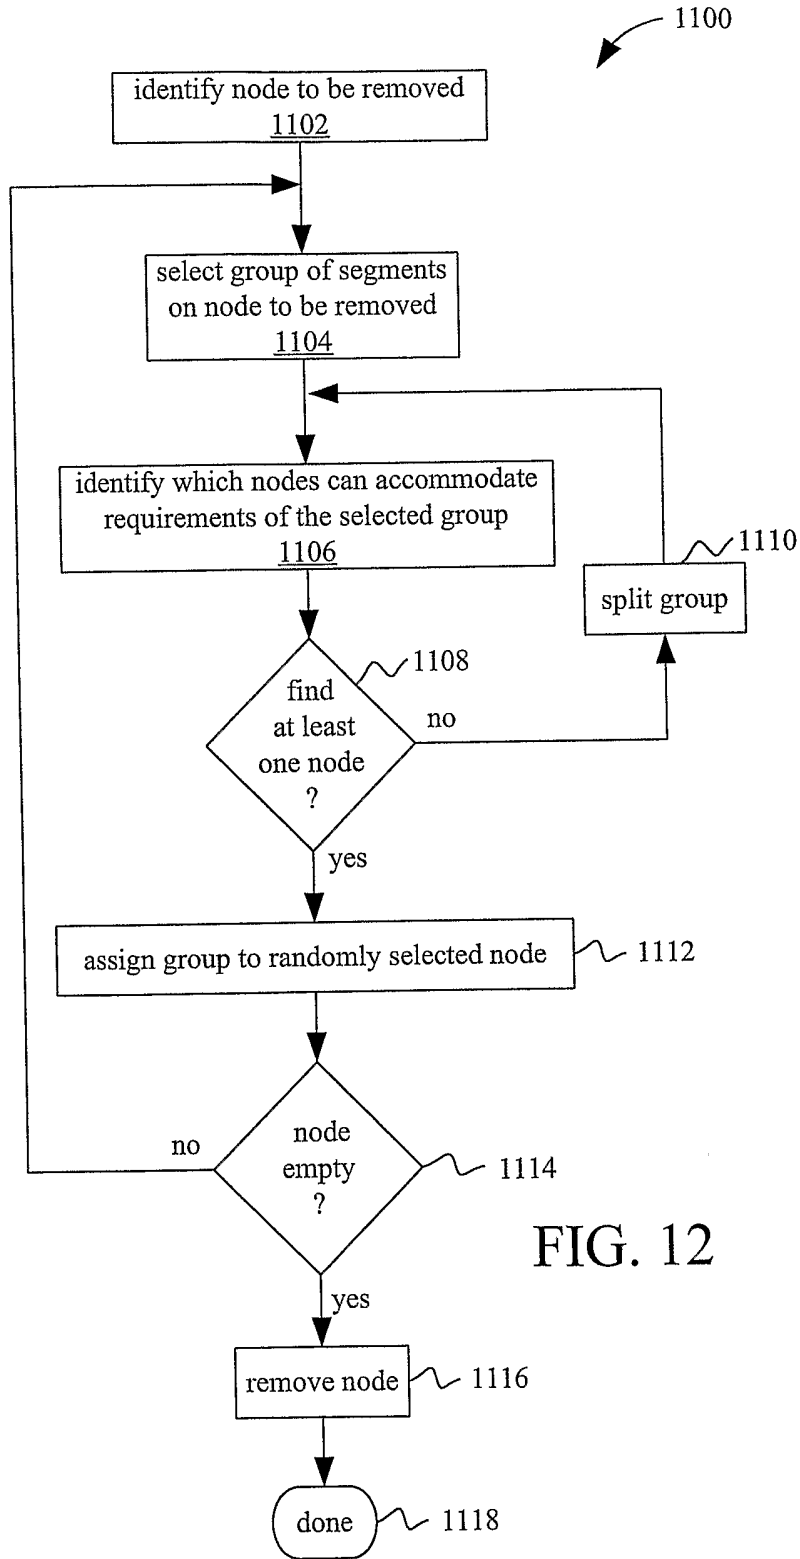 1100
identify node to be removed
1102
select group of segments
on node to be removed
1104
identify which nodes can accommodate
requirements of the selected group
1106
1110
split group
1108
find
at least
one node
?
no
yes
assign group to randomly selected node
1112
node
empty
?
no
1114
FIG. 12
yes
remove node
1116
done
1118